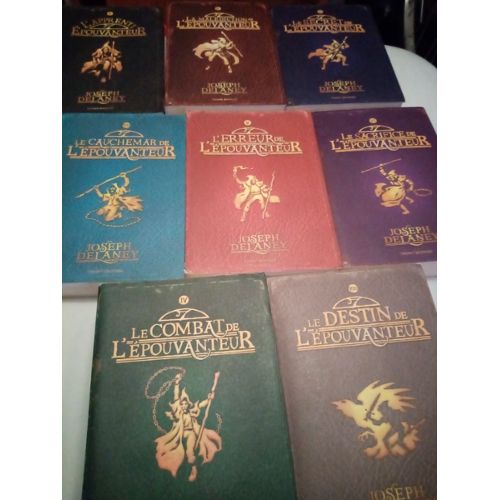 L'APPRENTI
ÉPOUVANTEUR
JOSEPH
DELANEY
LA MALÉDICTION
DE L'ÉPOUVANTEUR
JOSEPH
DELANEY
LE SECRET DE
L'ÉPOUVANTEUR
JOSEPH
DELANEY
LE CAUCHEMAR DE
L'ÉPOUVANTEUR
JOSEPH
DELANEY
V
L'ERREUR DE
L'ÉPOUVANTEUR
JOSEPH
DELANEY
LE SACRIFICE DE
L'ÉPOUVANTEUR
JOSEPH
DELANEY
IV
LE COMBAT DE
L'ÉPOUVANTEUR
LE DESTIN DE
L'ÉPOUVANTEUR
JOSEPH